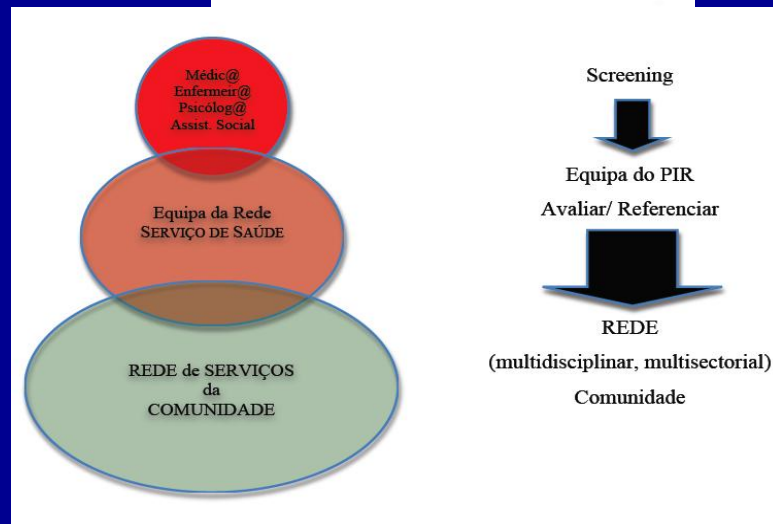 Médic@
Enfermeir@
Psicólog@
Assist. Social
Equipa da Rede
SERVIÇO DE SAÚDE
REDE de SERVIÇOS
da
COMUNIDADE
Screening
Equipa do PIR
Avaliar/ Referenciar
REDE
(multidisciplinar, multisectorial)
Comunidade